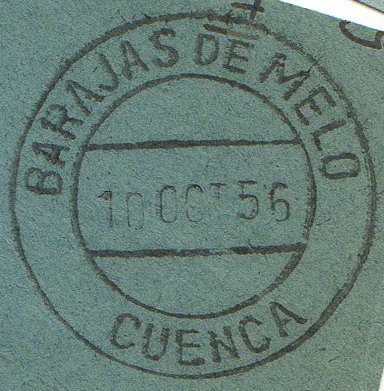 BARAJAS DE MELO
10 OCT 56
CUENCA